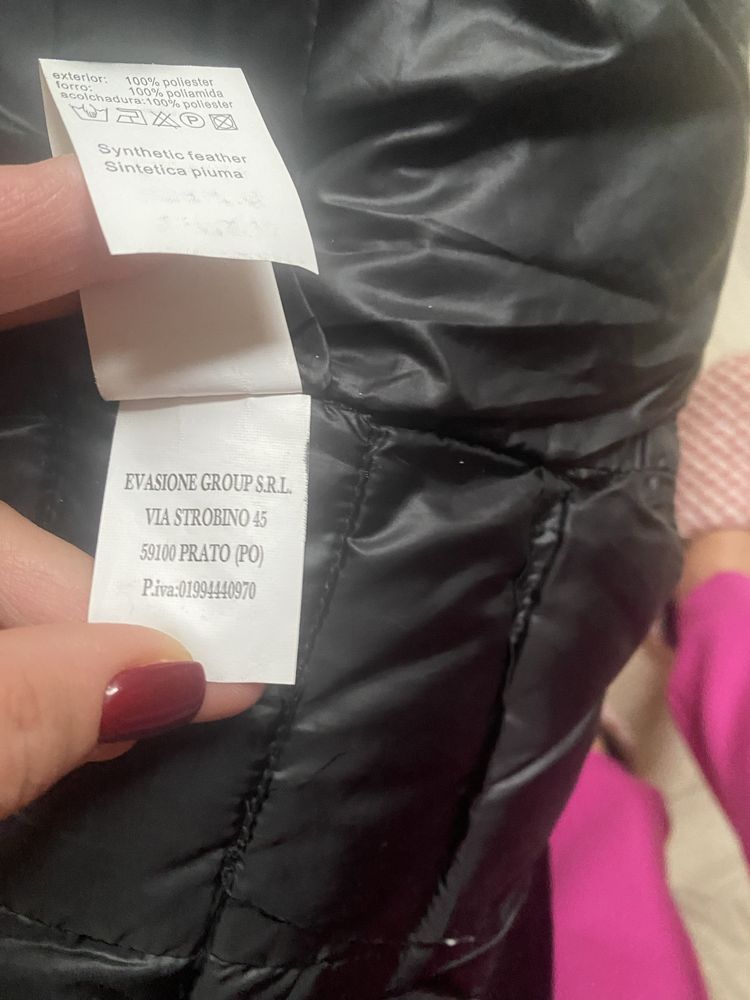 exterior: 100% poliester
forro: 100% poliamida
acolchadura:100% poliester
P
Synthetic feather
Sintetica piuma
EVASIONE GROUP S.R.L.
VIA STROBINO 45
59100 PRATO (PO)
P.iva:01994440970